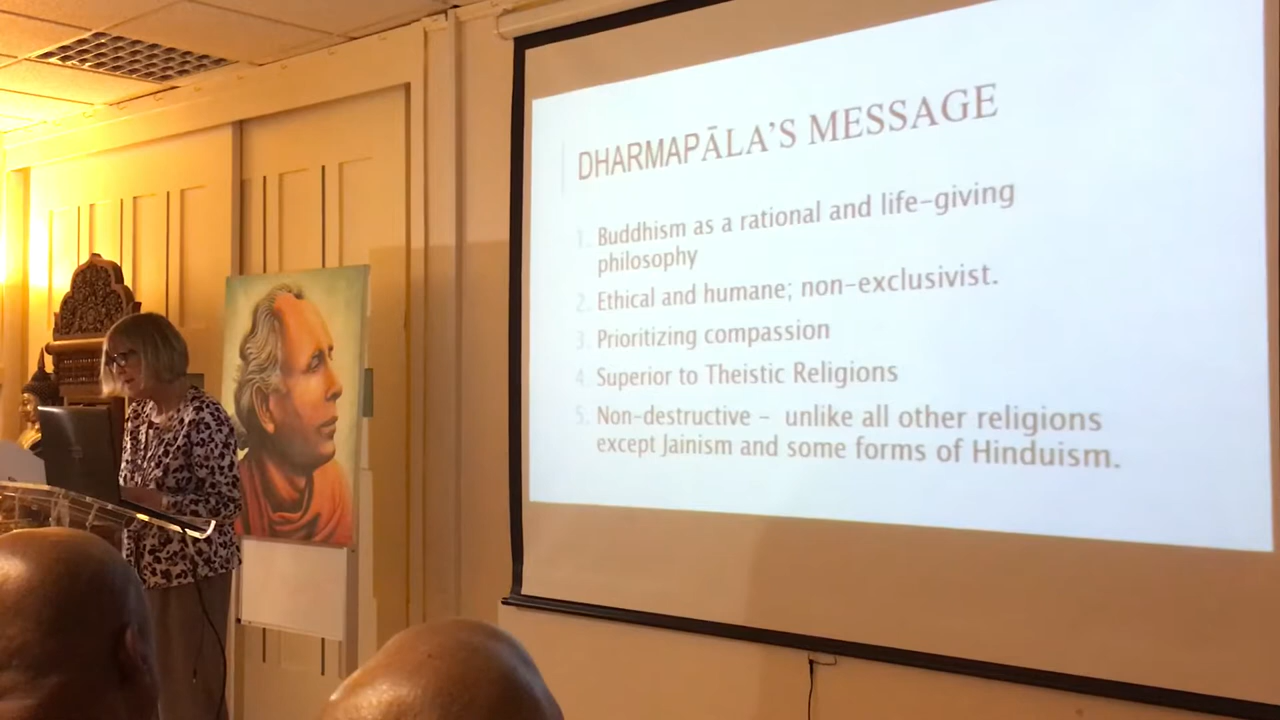 DHARMAPĀLA'S MESSAGE
1. Buddhism as a rational and life-giving
philosophy
2. Ethical and humane; non-exclusivist.
3. Prioritizing compassion
4. Superior to Theistic Religions
5. Non-destructive – unlike all other religions
except Jainism and some forms of Hinduism.